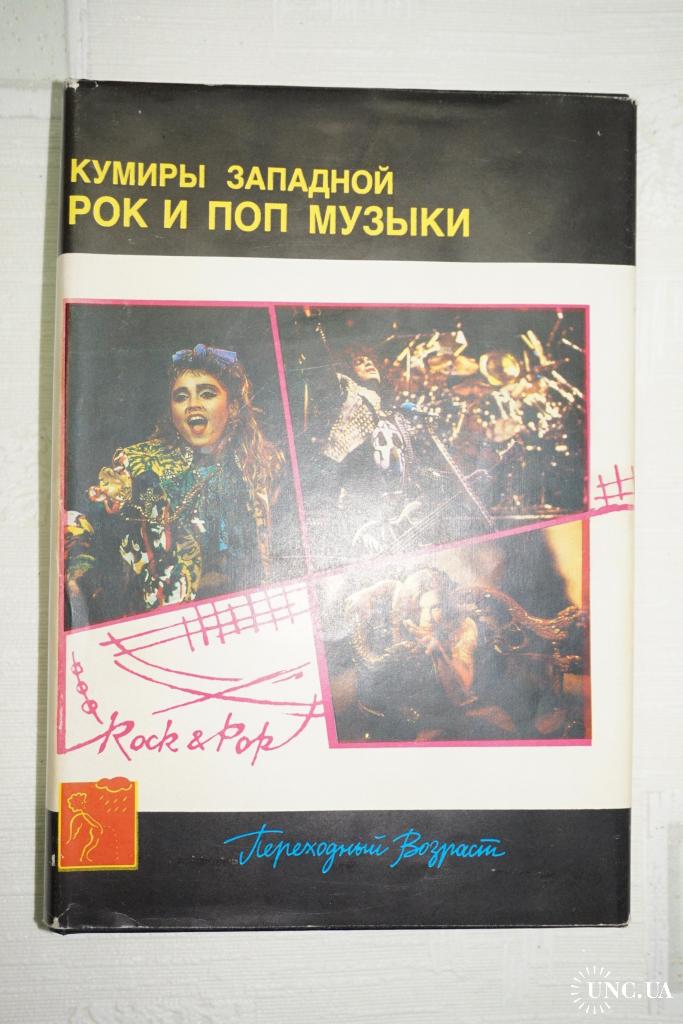 КУМИРЫ ЗАПАДНОЙ
РОК И ПОП МУЗЫКИ
Rock & Pop
Переходный Возраст
UNC.UA